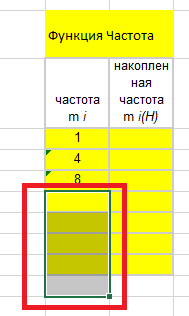 Функция Частота
накоплен
ная
частота частота
m i m i(Н)
1
4
8